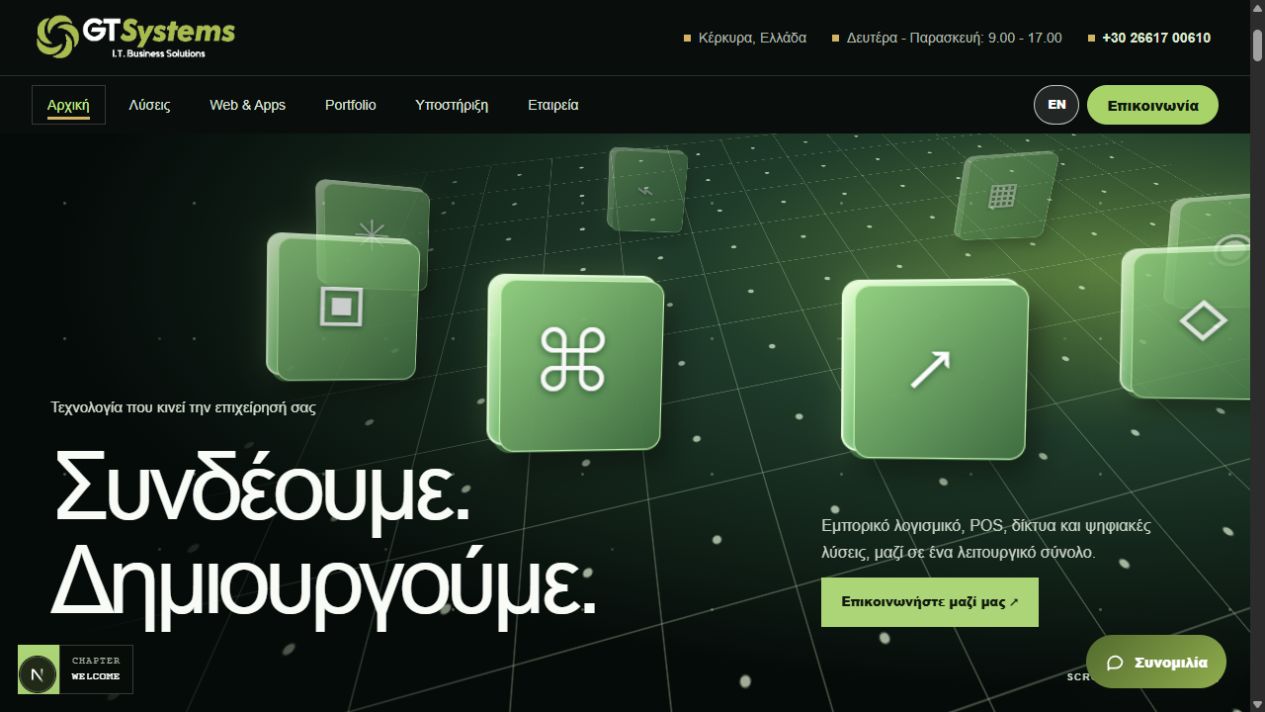 GTSystems
I.T. Business Solutions
Κέρκυρα, Ελλάδα
Δευτέρα - Παρασκευή: 9.00 - 17.00
+30 26617 00610
Αρχική
Λύσεις
Web & Apps
Portfolio
Υποστήριξη
Εταιρεία
EN
Επικοινωνία
Τεχνολογία που κινεί την επιχείρησή σας
Συνδέουμε.
Δημιουργούμε.
Εμπορικό λογισμικό, POS, δίκτυα και ψηφιακές
λύσεις, μαζί σε ένα λειτουργικό σύνολο.
Επικοινωνήστε μαζί μας ↗
N
CHAPTER
WELCOME
Συνομιλία